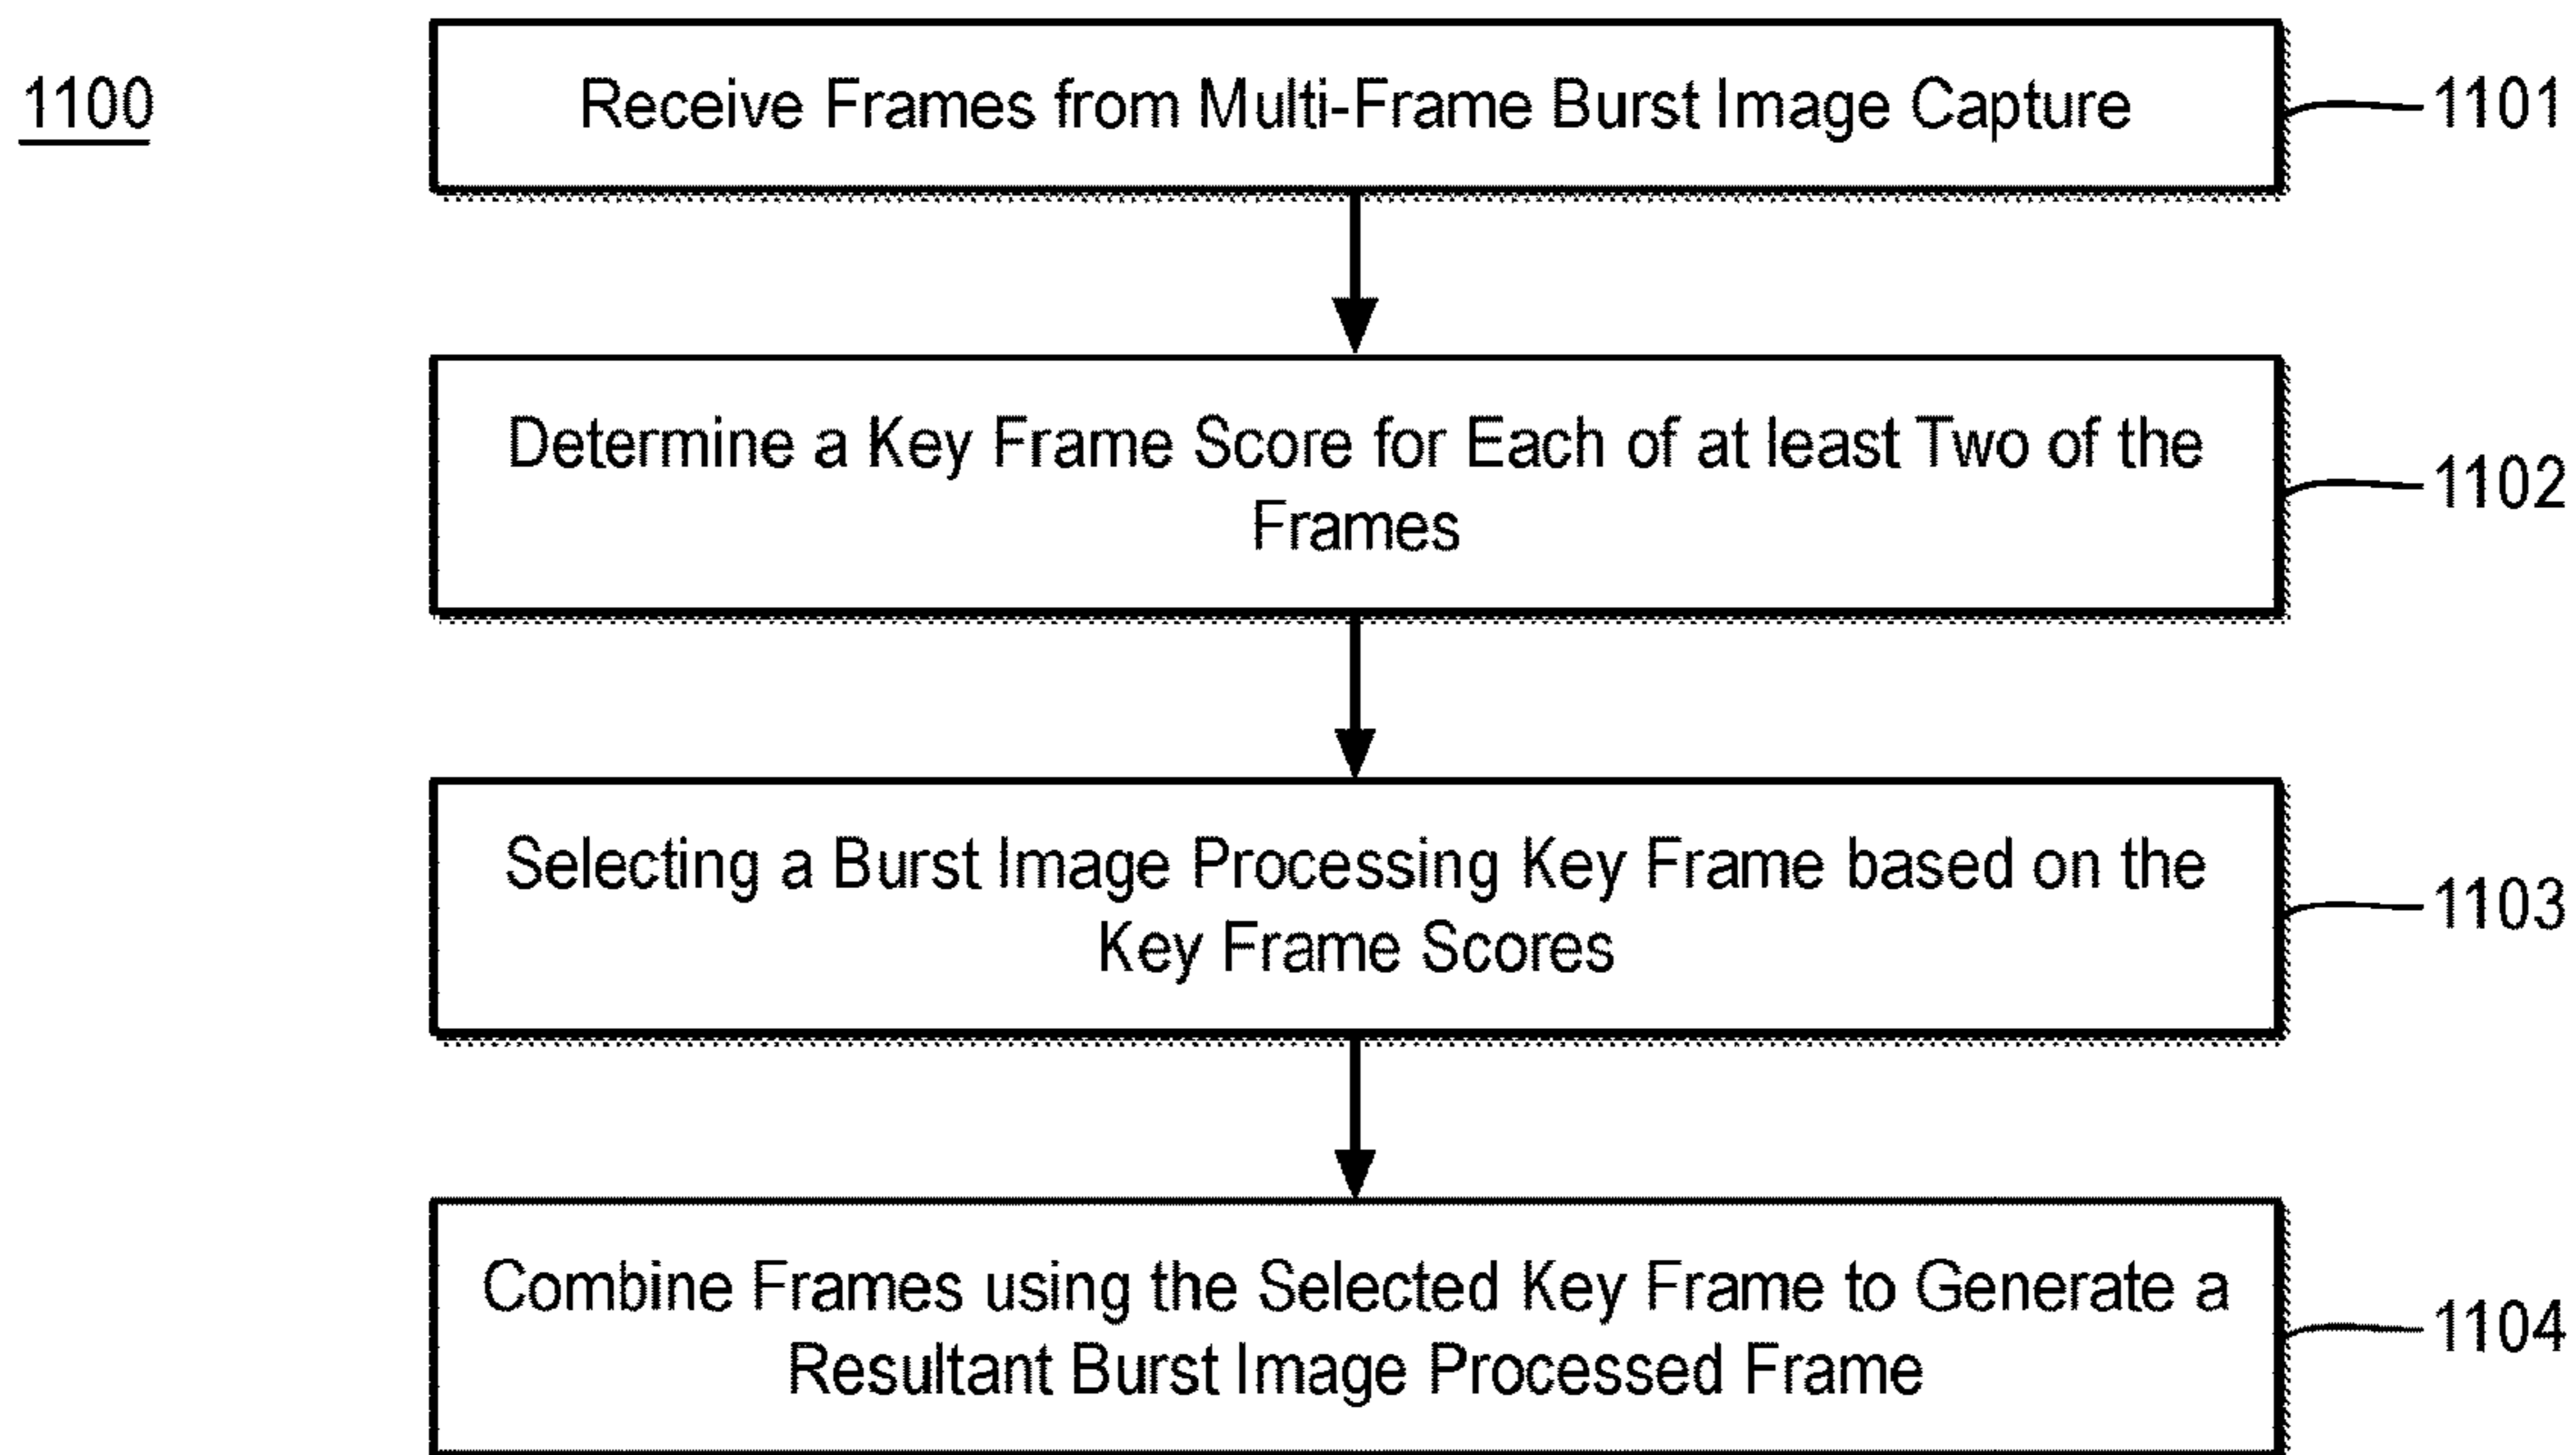 1100
Receive Frames from Multi-Frame Burst Image Capture
1101
Determine a Key Frame Score for Each of at least Two of the
Frames
1102
Selecting a Burst Image Processing Key Frame based on the
Key Frame Scores
1103
Combine Frames using the Selected Key Frame to Generate a
Resultant Burst Image Processed Frame
1104